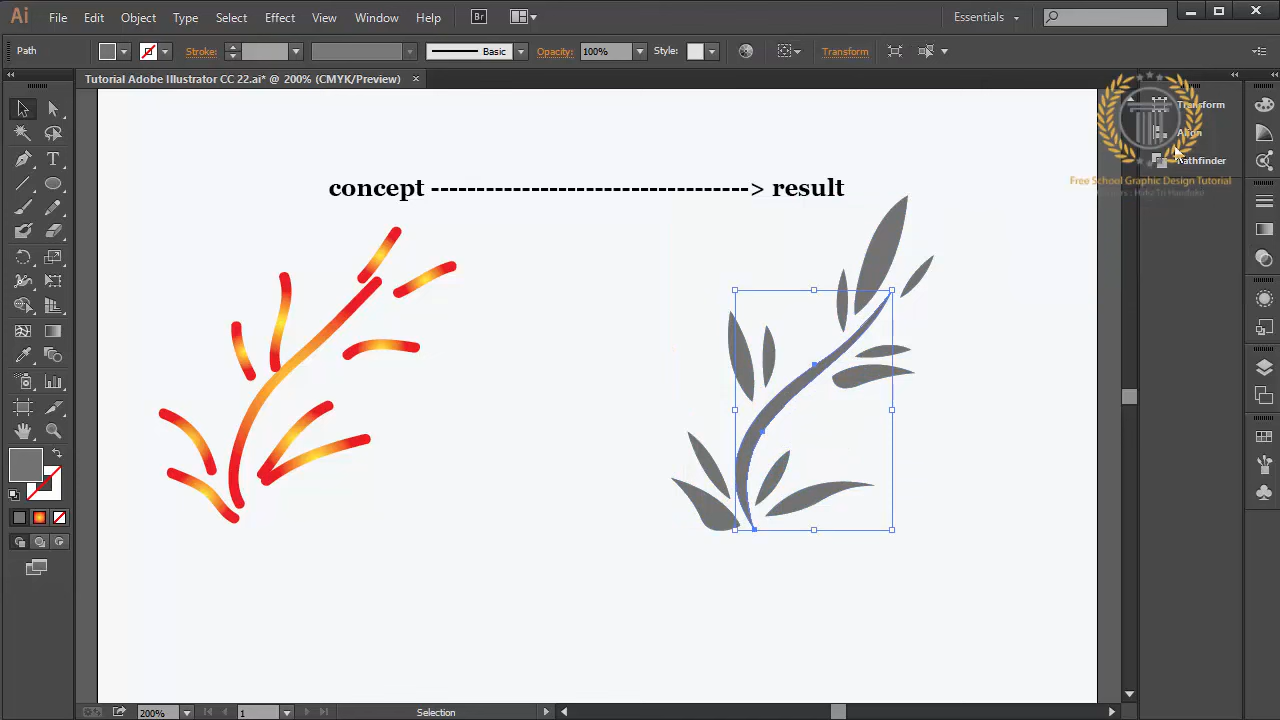 Ai File Edit Object Type Select Effect View Window Help Br Essentials
Path Stroke: Basic Opacity: 100% Style: Transform
Tutorial Adobe Illustrator CC 22.ai* @ 200% (CMYK/Preview) ×
Transform
Align
Pathfinder
Free School Graphic Design Tutorial
concept -----------------------------------> result
T
200% 1 Selection